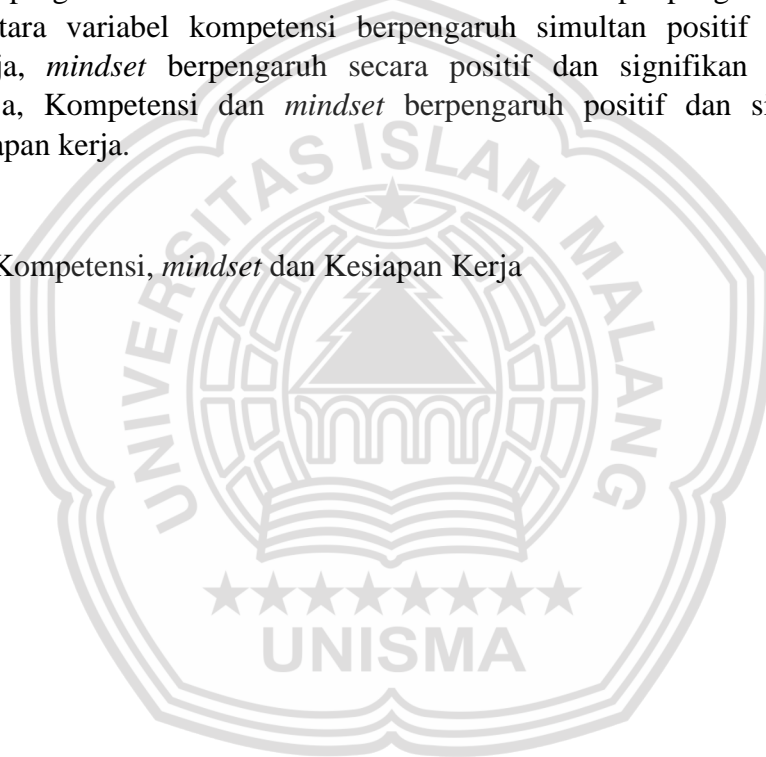 tara variabel kompetensi berpengaruh simultan positif
ja, mindset berpengaruh secara positif dan signifikan
a, Kompetensi dan mindset berpengaruh positif dan
apan kerja.
Kompetensi, mindset dan Kesiapan Kerja
UNIVERSITAS ISLAM MALANG
UNISMA